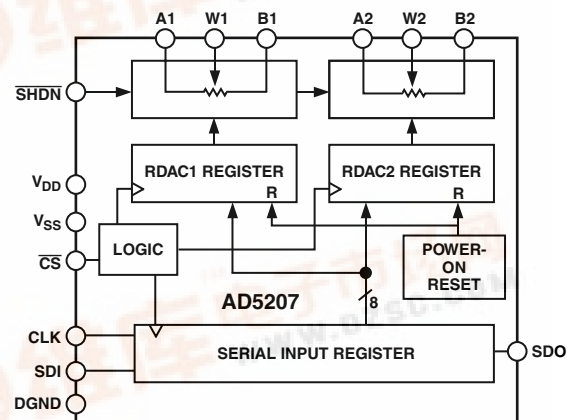 A1 W1 B1 A2 W2 B2
SHDN
RDAC1 REGISTER
R
RDAC2 REGISTER
R
VDD
VSS
LOGIC
POWER-
ON
RESET
CS
AD5207
8
CLK
SERIAL INPUT REGISTER
SDO
SDI
DGND